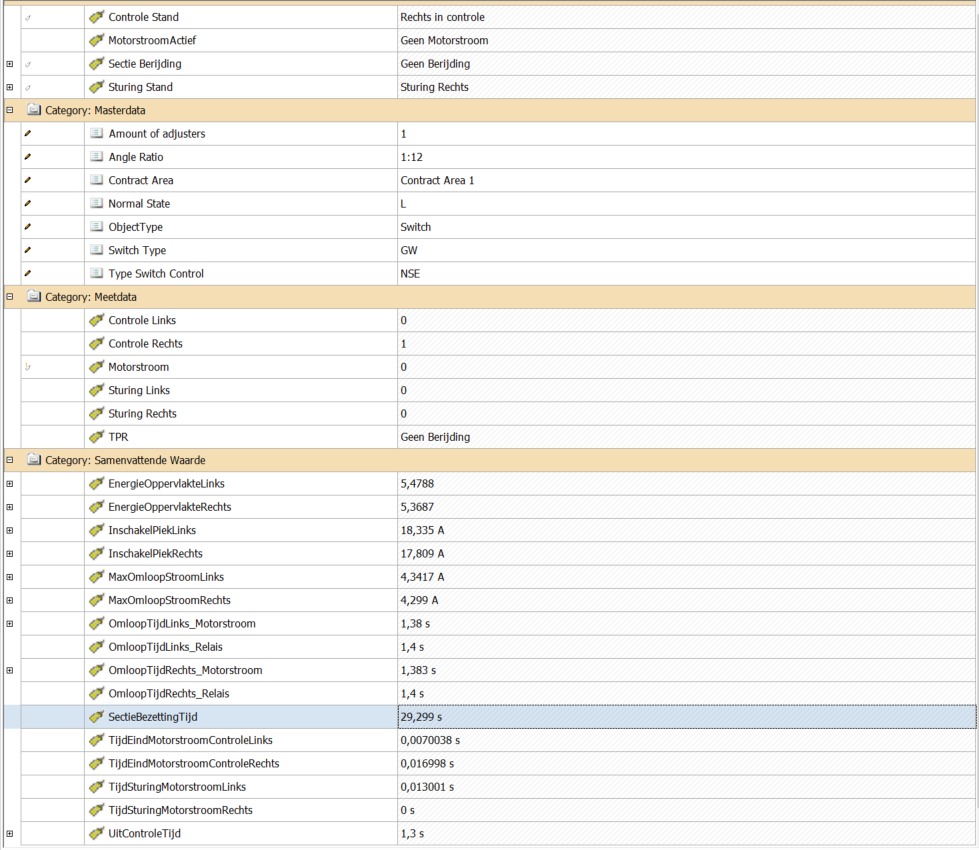 Controle Stand Rechts in controle
MotorstroomActief Geen Motorstroom
Sectie Berijding Geen Berijding
Sturing Stand Sturing Rechts
Category: Masterdata
Amount of adjusters 1
Angle Ratio 1:12
Contract Area Contract Area 1
Normal State L
ObjectType Switch
Switch Type GW
Type Switch Control NSE
Category: Meetdata
Controle Links 0
Controle Rechts 1
Motorstroom 0
Sturing Links 0
Sturing Rechts 0
TPR Geen Berijding
Category: Samenvattende Waarde
EnergieOppervlakteLinks 5,4788
EnergieOppervlakteRechts 5,3687
InschakelPiekLinks 18,335 A
InschakelPiekRechts 17,809 A
MaxOmloopStroomLinks 4,3417 A
MaxOmloopStroomRechts 4,299 A
OmloopTijdLinks_Motorstroom 1,38 s
OmloopTijdLinks_Relais 1,4 s
OmloopTijdRechts_Motorstroom 1,383 s
OmloopTijdRechts_Relais 1,4 s
SectieBezettingTijd 29,299 s
TijdEindMotorstroomControleLinks 0,0070038 s
TijdEindMotorstroomControleRechts 0,016998 s
TijdSturingMotorstroomLinks 0,013001 s
TijdSturingMotorstroomRechts 0 s
UitControleTijd 1,3 s